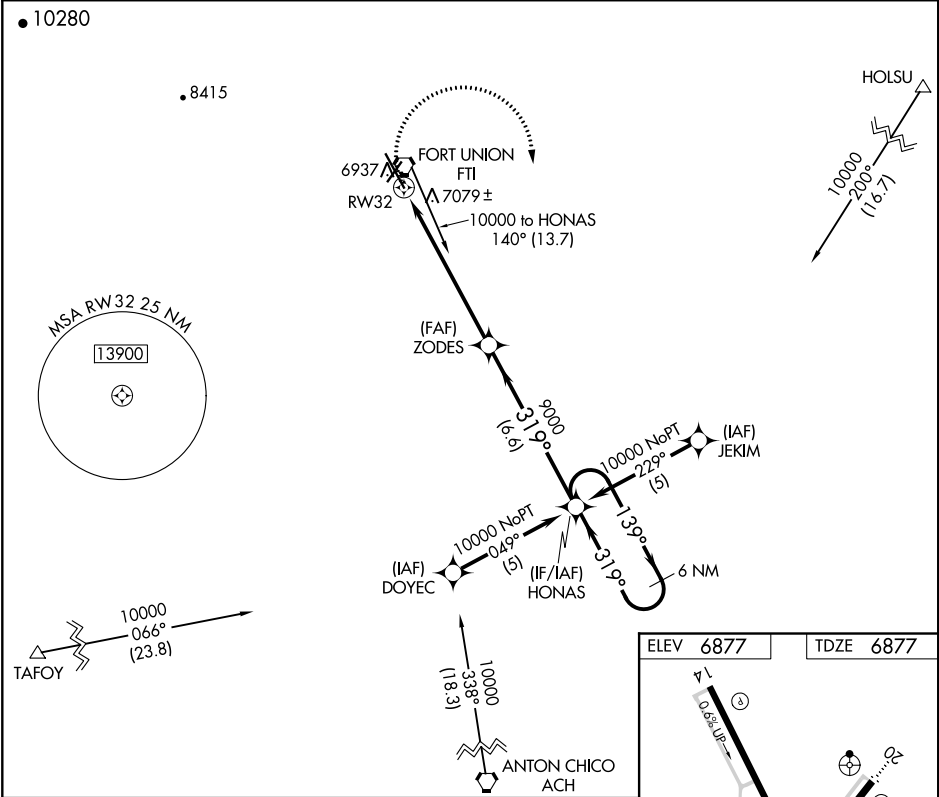 10280
8415
HOLSU
10000
200°
(16.7)
FORT UNION
FTI
6937
7079 ±
RW32
10000 to HONAS
140° (13.7)
MSA RW32 25 NM
13900
(FAF)
ZODES
9000
319°
(6.6)
10000 NoPT
229°
(5)
(IAF)
JEKIM
10000 NoPT
049°
(5)
(IAF)
DOYEC
(IF/IAF)
HONAS
139°
319°
6 NM
10000
066°
(23.8)
TAFOY
10000
338°
(18.3)
ANTON CHICO
ACH
ELEV 6877
TDZE 6877
14
0.6% UP
P
20